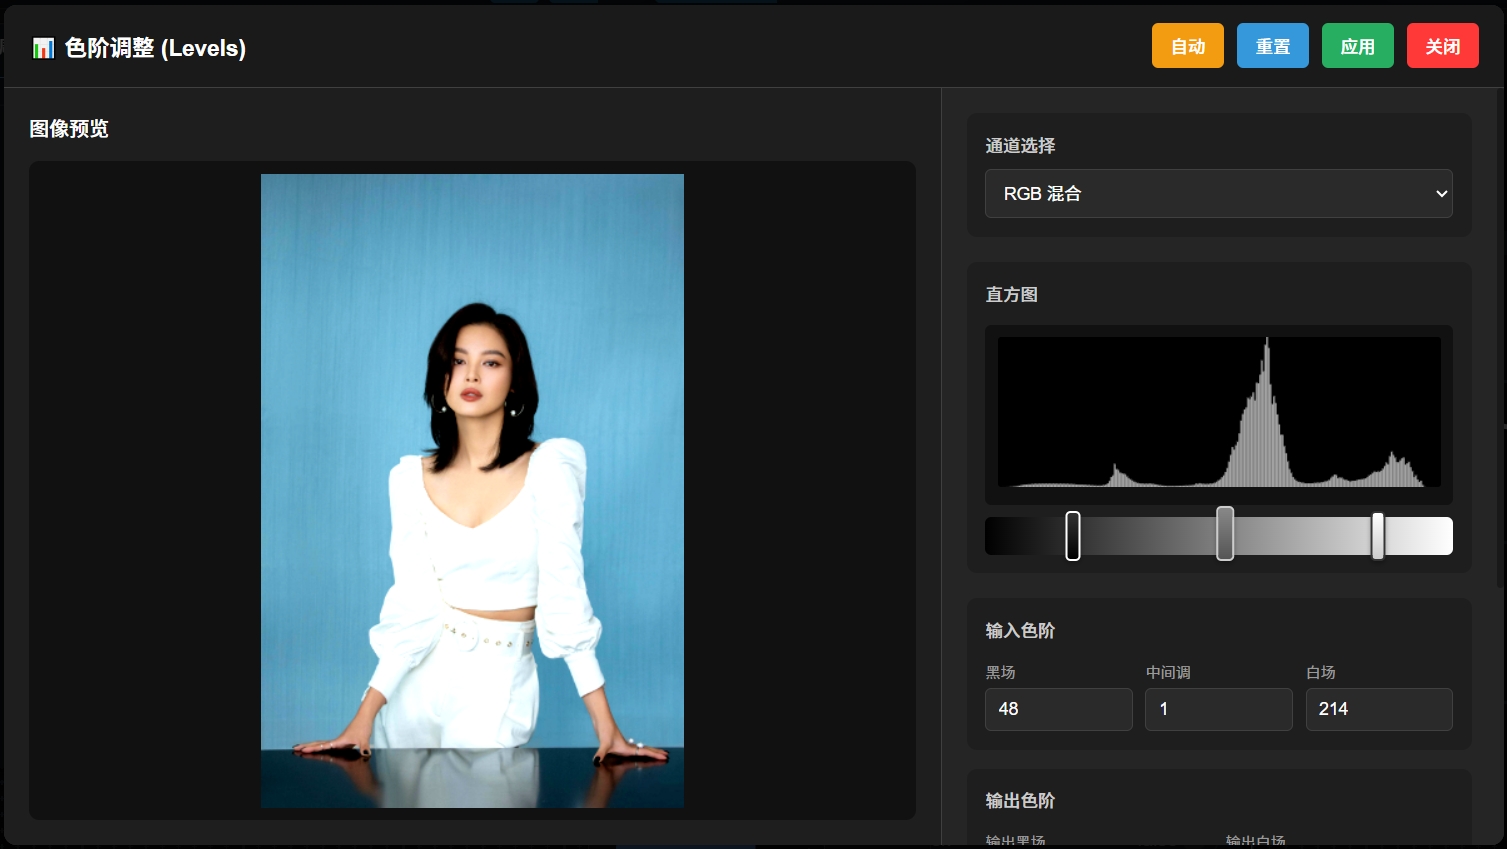 色阶调整 (Levels)
自动
重置
应用
关闭
图像预览
通道选择
RGB 混合
直方图
输入色阶
黑场 中间调 白场
48 1 214
输出色阶
输出黑场 输出白场